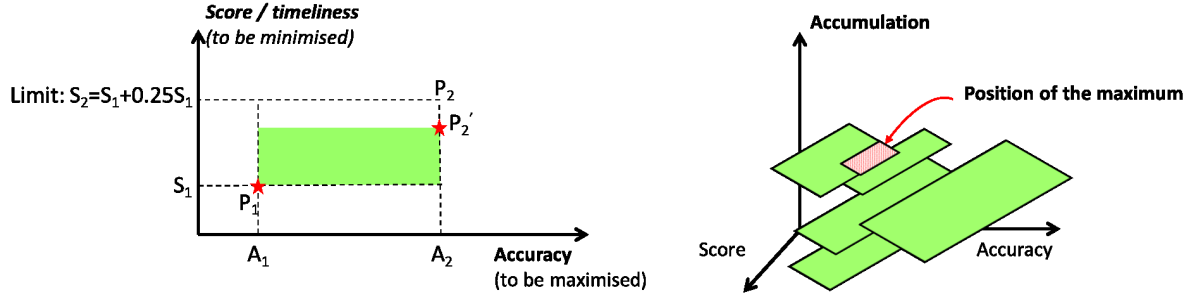 Score / timeliness
(to be minimised)
Limit: S₂=S₁+0.25S₁
P₂
P₂′
S₁
P₁
A₁
A₂
Accuracy
(to be maximised)
Accumulation
Position of the maximum
Score
Accuracy